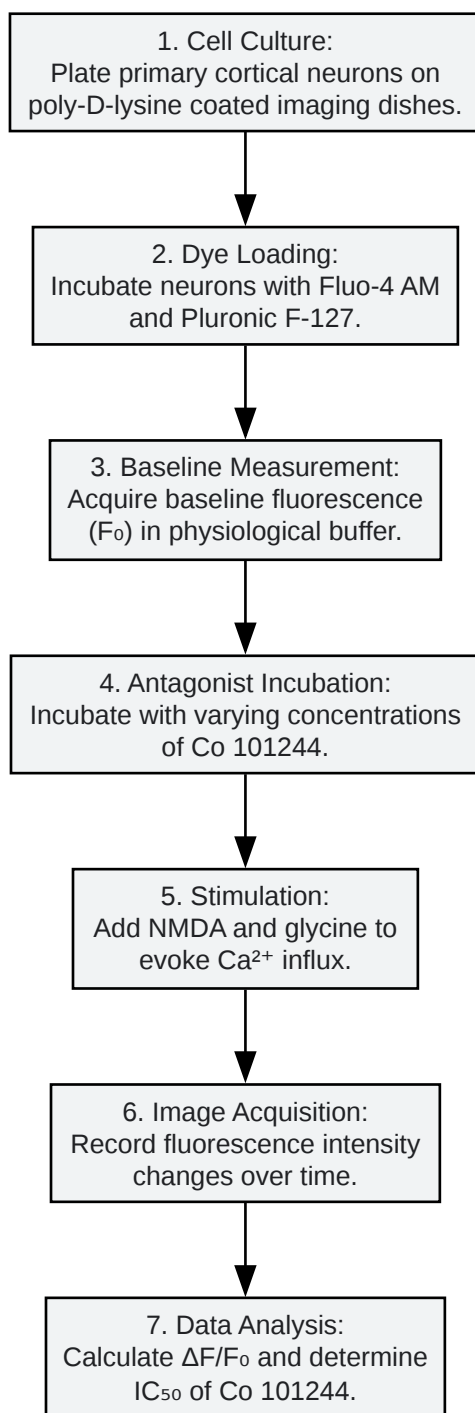 1. Cell Culture:
Plate primary cortical neurons on
poly-D-lysine coated imaging dishes.
2. Dye Loading:
Incubate neurons with Fluo-4 AM
and Pluronic F-127.
3. Baseline Measurement:
Acquire baseline fluorescence
(F₀) in physiological buffer.
4. Antagonist Incubation:
Incubate with varying concentrations
of Co 101244.
5. Stimulation:
Add NMDA and glycine to
evoke Ca²⁺ influx.
6. Image Acquisition:
Record fluorescence intensity
changes over time.
7. Data Analysis:
Calculate ΔF/F₀ and determine
IC₅₀ of Co 101244.